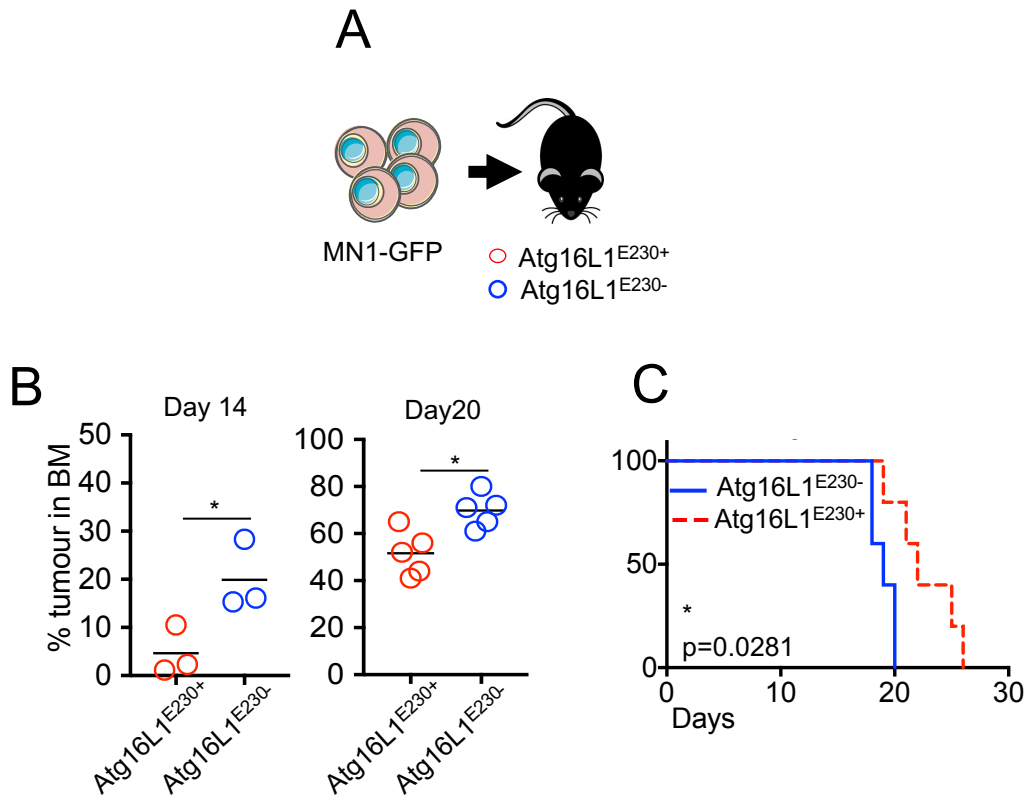 A
MN1-GFP
Atg16L1E230+
Atg16L1E230-
B
Day 14
% tumour in BM
50
40
30
20
10
0
*
Atg16L1E230+
Atg16L1E230-
Day20
100
80
60
40
20
0
*
Atg16L1E230+
Atg16L1E230-
C
100
50
0
Atg16L1E230-
Atg16L1E230+
*
p=0.0281
0
10
20
30
Days